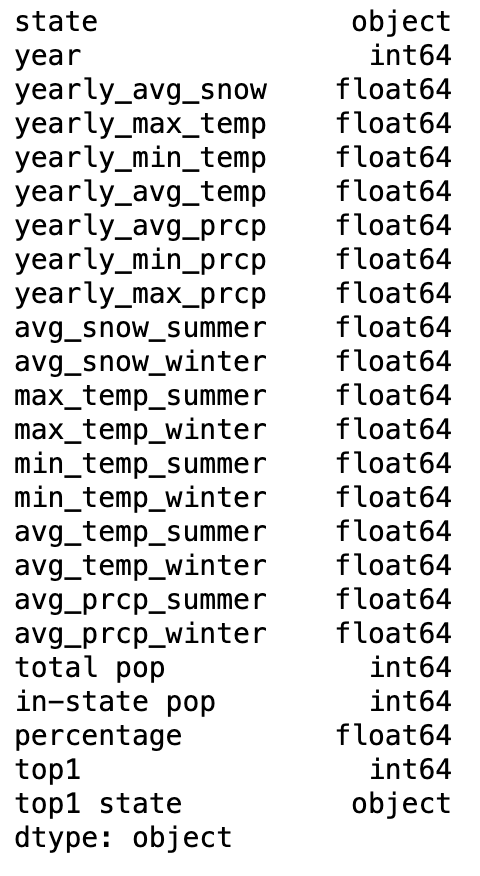 state object
year int64
yearly_avg_snow float64
yearly_max_temp float64
yearly_min_temp float64
yearly_avg_temp float64
yearly_avg_prcp float64
yearly_min_prcp float64
yearly_max_prcp float64
avg_snow_summer float64
avg_snow_winter float64
max_temp_summer float64
max_temp_winter float64
min_temp_summer float64
min_temp_winter float64
avg_temp_summer float64
avg_temp_winter float64
avg_prcp_summer float64
avg_prcp_winter float64
total pop int64
in-state pop int64
percentage float64
top1 int64
top1 state object
dtype: object